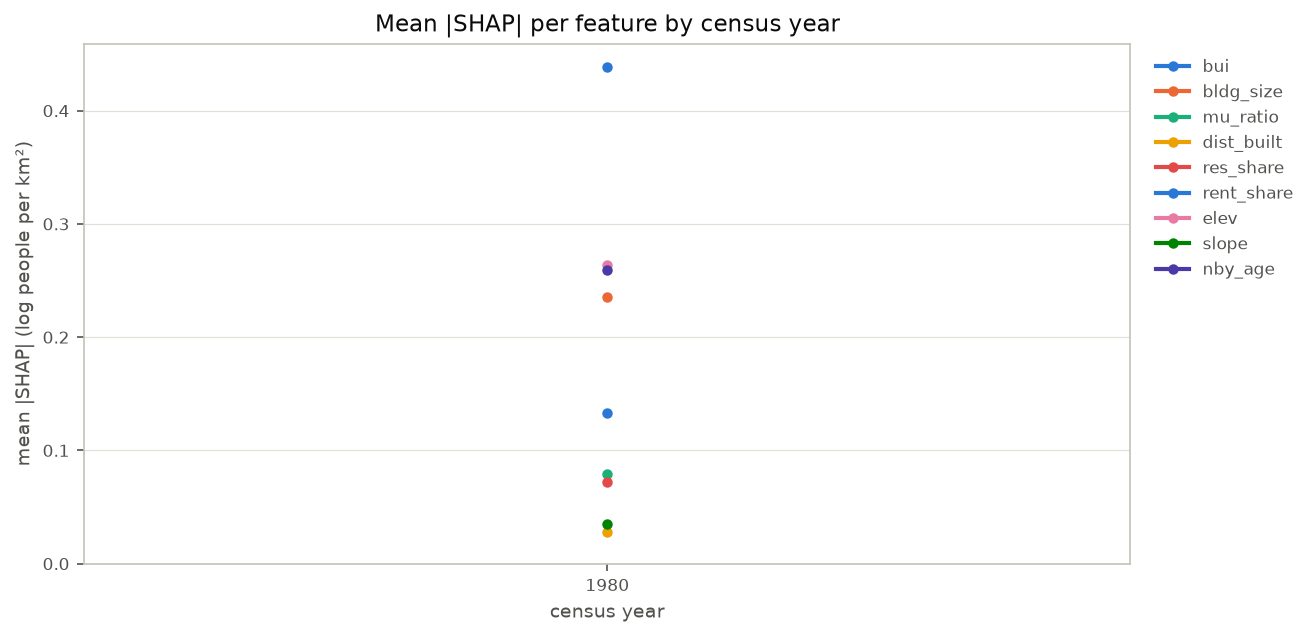 Mean |SHAP| per feature by census year
mean |SHAP| (log people per km²)
0.4
0.3
0.2
0.1
0.0
1980
census year
bui
bldg_size
mu_ratio
dist_built
res_share
rent_share
elev
slope
nby_age